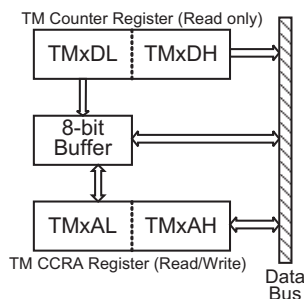 TM Counter Register (Read only)
TMxDL TMxDH
8-bit
Buffer
TMxAL TMxAH
TM CCRA Register (Read/Write)
Data
Bus